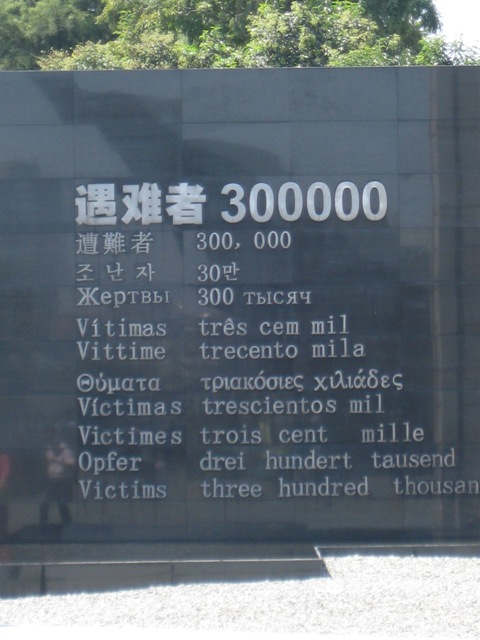 遇难者 300000
遭難者 300,000
조난자 30만
Жертвы 300 тысяч
Vítimas três cem mil
Vittime trecento mila
Θύματα τριακόσιες χιλιάδες
Víctimas trescientos mil
Victimes trois cent mille
Opfer drei hundert tausend
Victims three hundred thousan